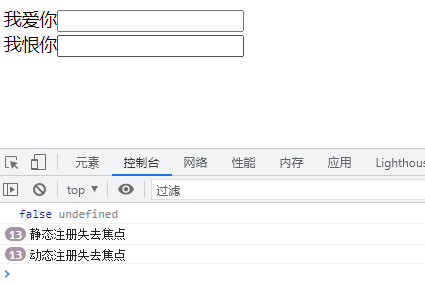 我爱你
我恨你
元素 控制台 网络 性能 内存 应用 Lighthous
top ▼ 过滤
false undefined
13 静态注册失去焦点
13 动态注册失去焦点
>